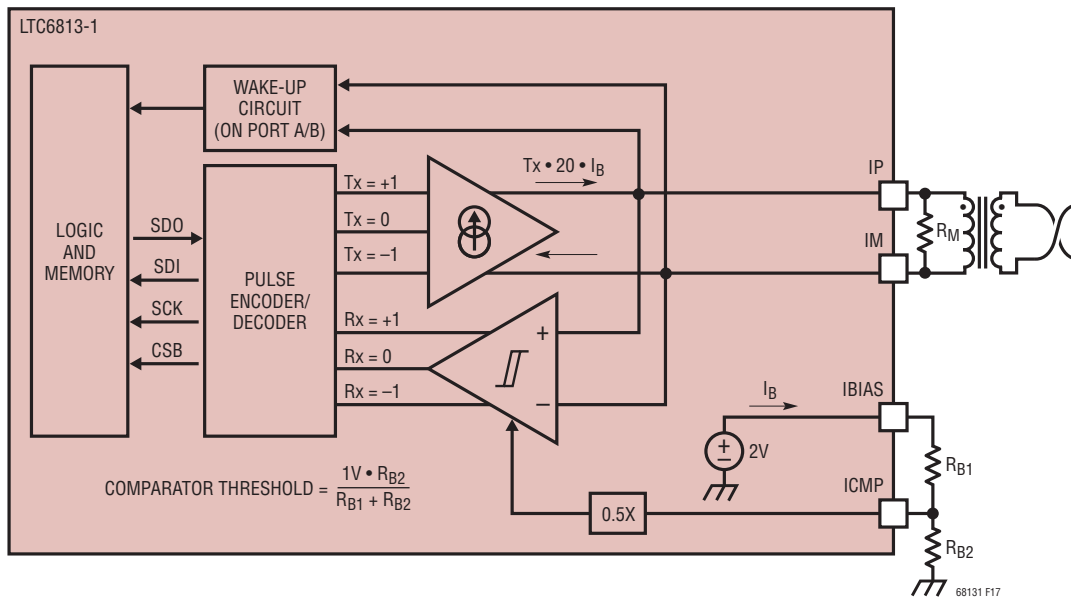 LTC6813-1
WAKE-UP
CIRCUIT
(ON PORT A/B)
LOGIC
AND
MEMORY
SDO
SDI
SCK
CSB
PULSE
ENCODER/
DECODER
Tx = +1
Tx = 0
Tx = –1
Rx = +1
Rx = 0
Rx = –1
Tx • 20 • IB
+
–
IP
IM
RM
IB
IBIAS
+
–
2V
ICMP
0.5X
RB1
RB2
COMPARATOR THRESHOLD = 1V • RB2
RB1 + RB2
68131 F17